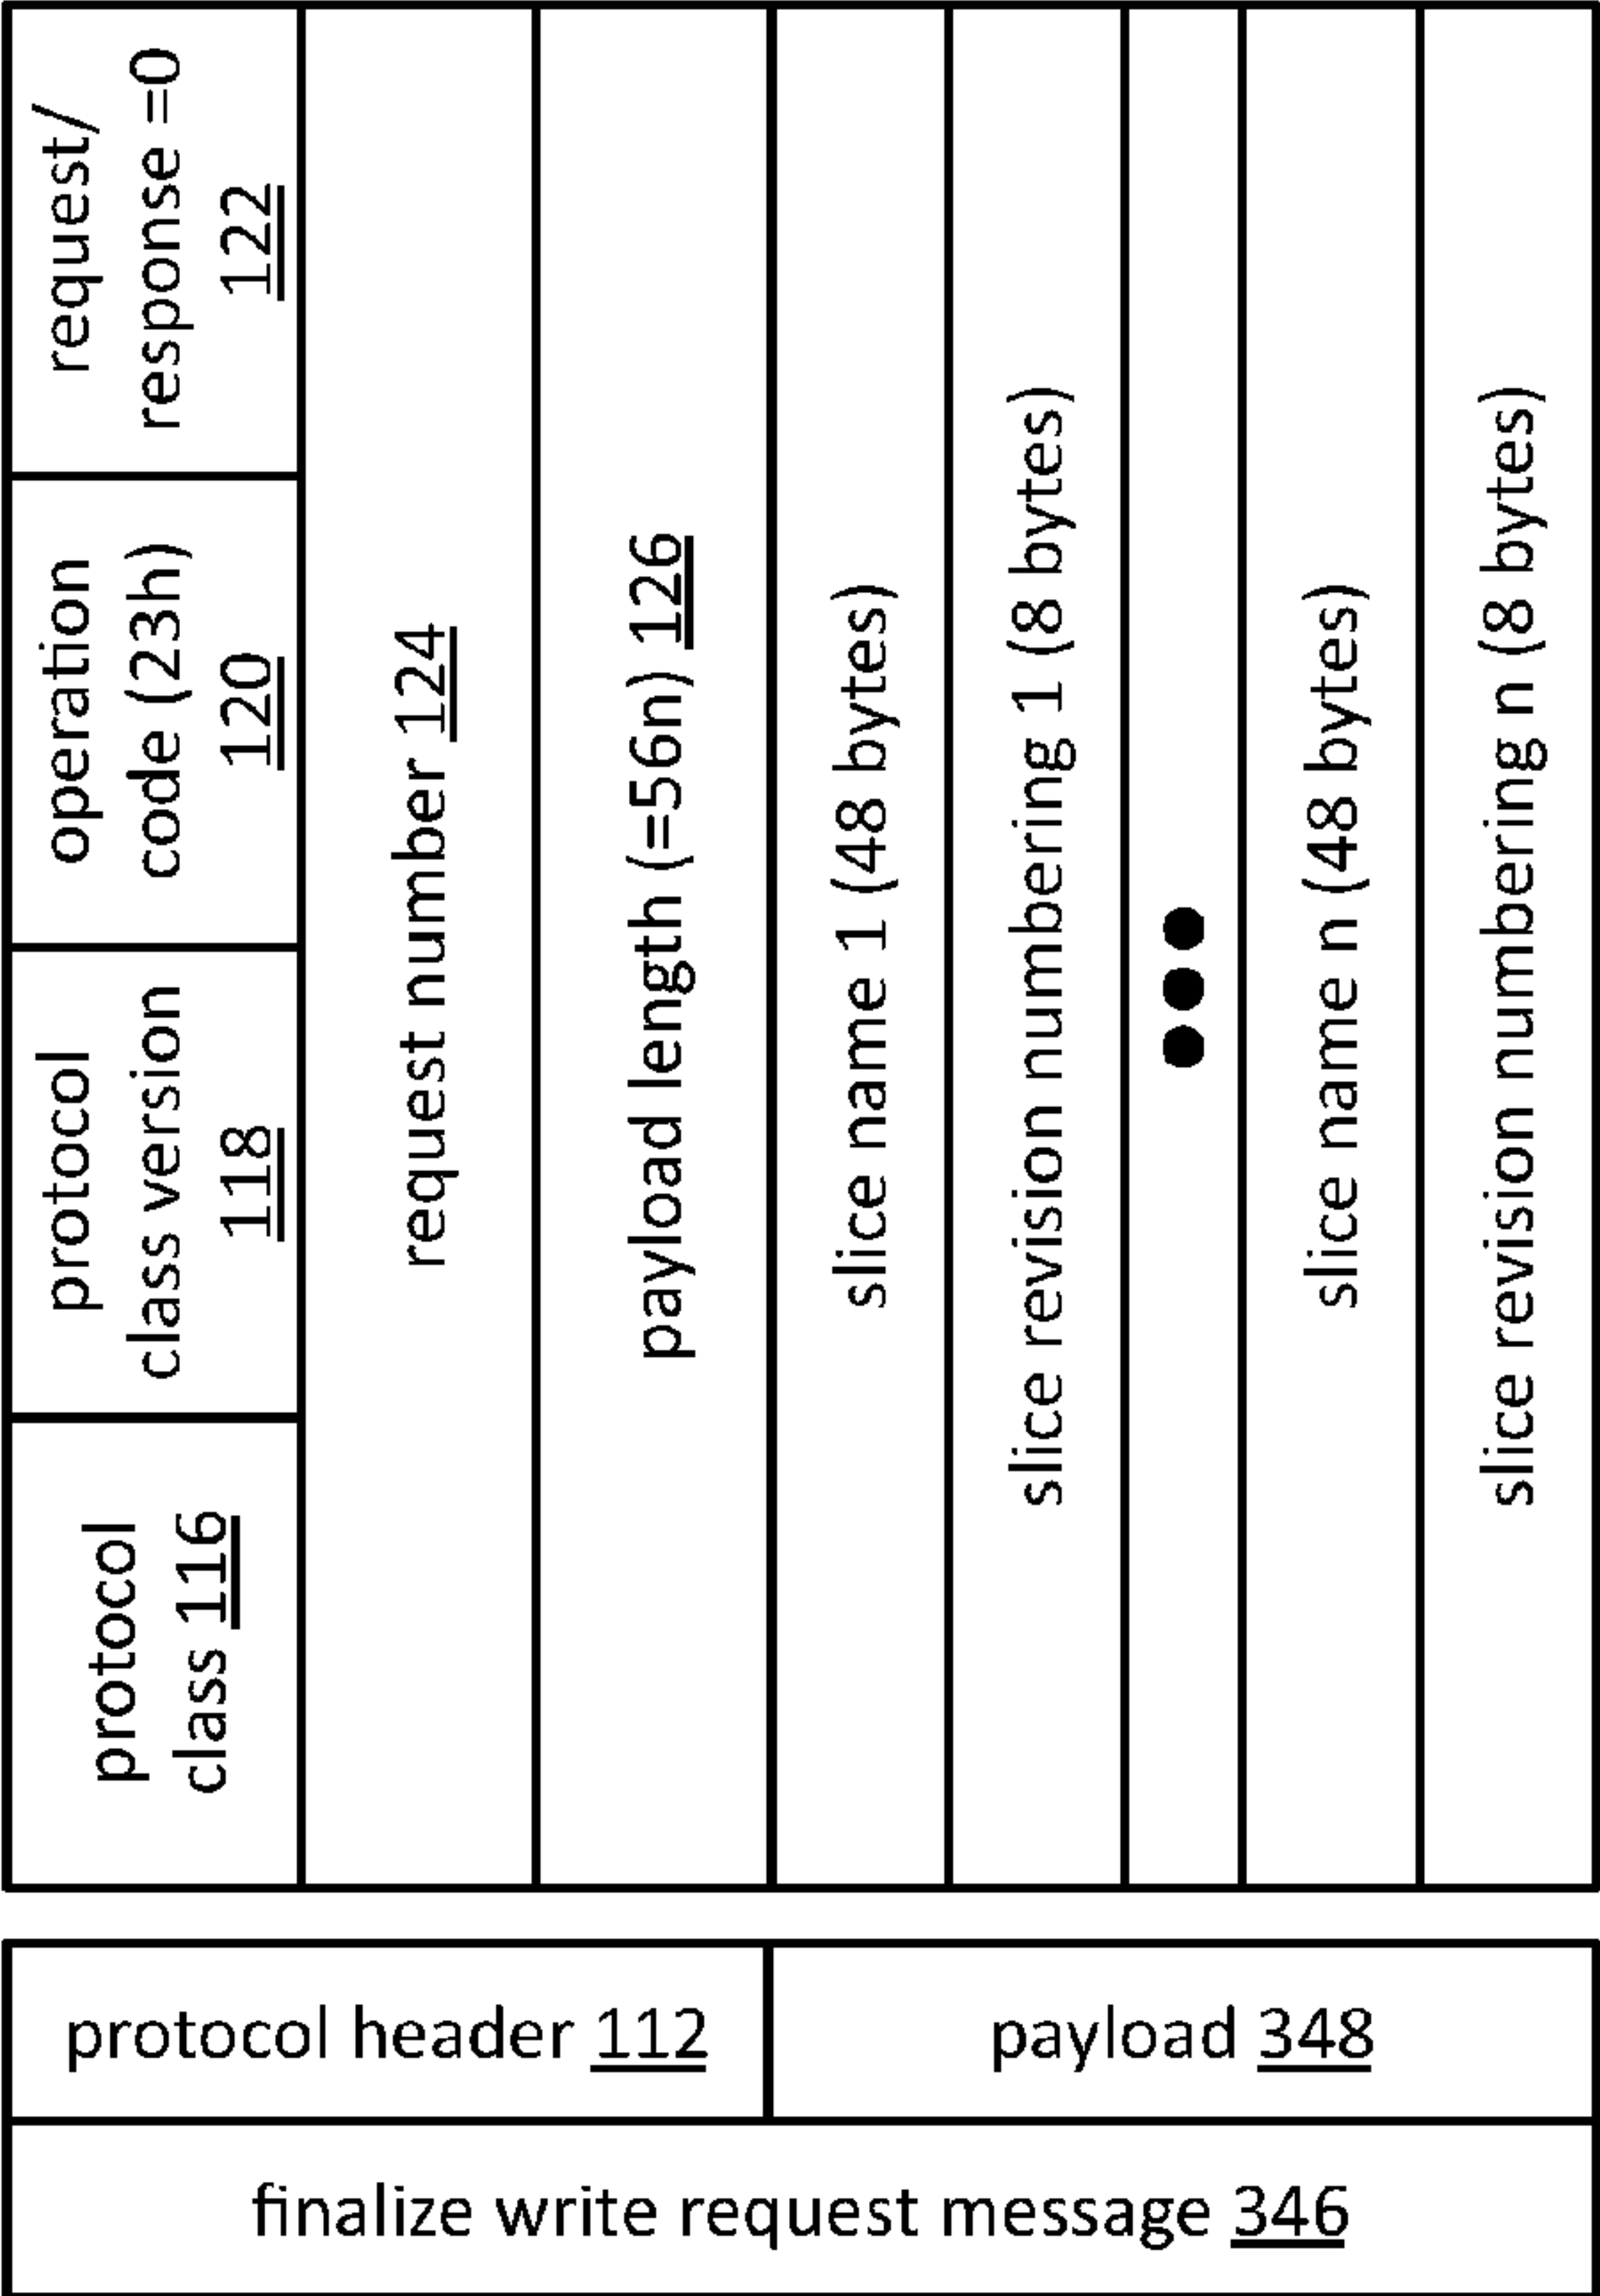 protocol
class 116
protocol
class version
118
operation
code (23h)
120
request/
response =0
122
request number 124
payload length (=56n) 126
slice name 1 (48 bytes)
slice revision numbering 1 (8 bytes)
slice name n (48 bytes)
slice revision numbering n (8 bytes)
protocol header 112
payload 348
finalize write request message 346